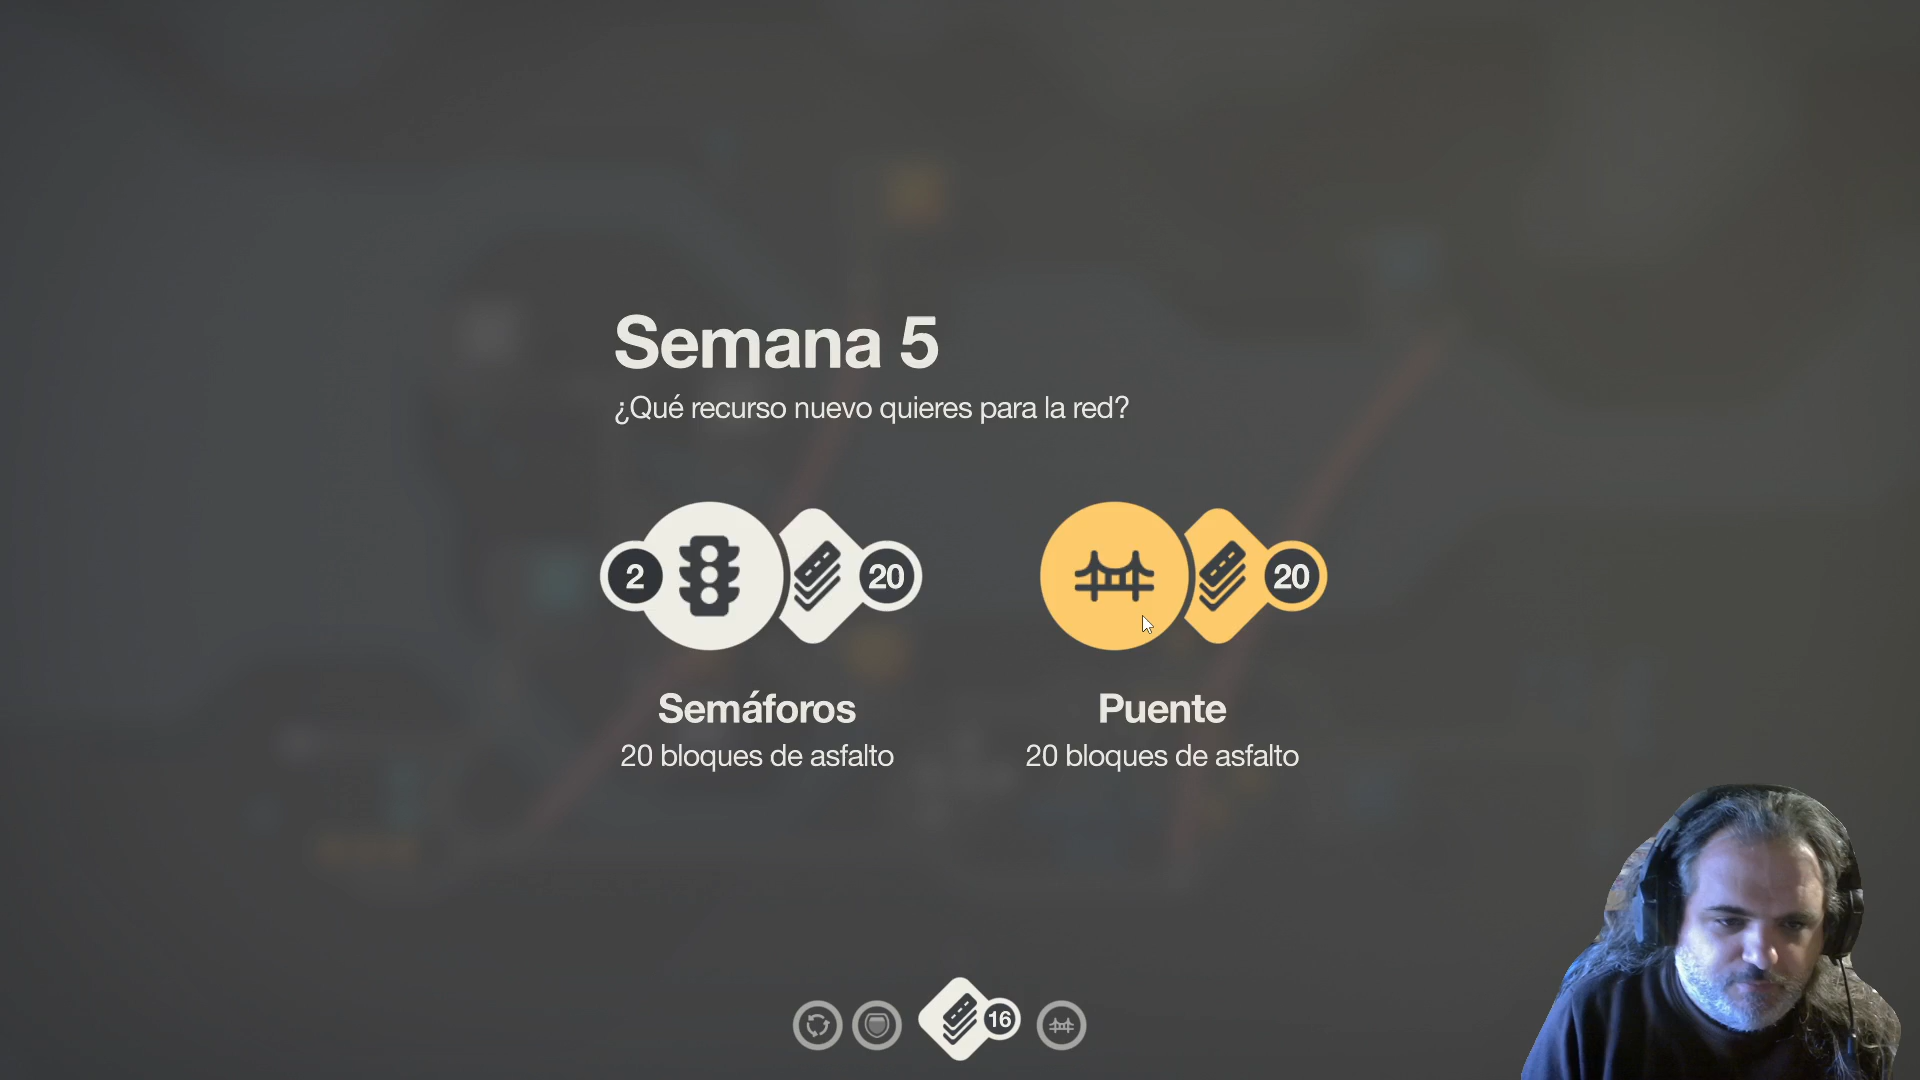 Semana 5
¿Qué recurso nuevo quieres para la red?
2
20
20
Semáforos
Puente
20 bloques de asfalto
20 bloques de asfalto
16